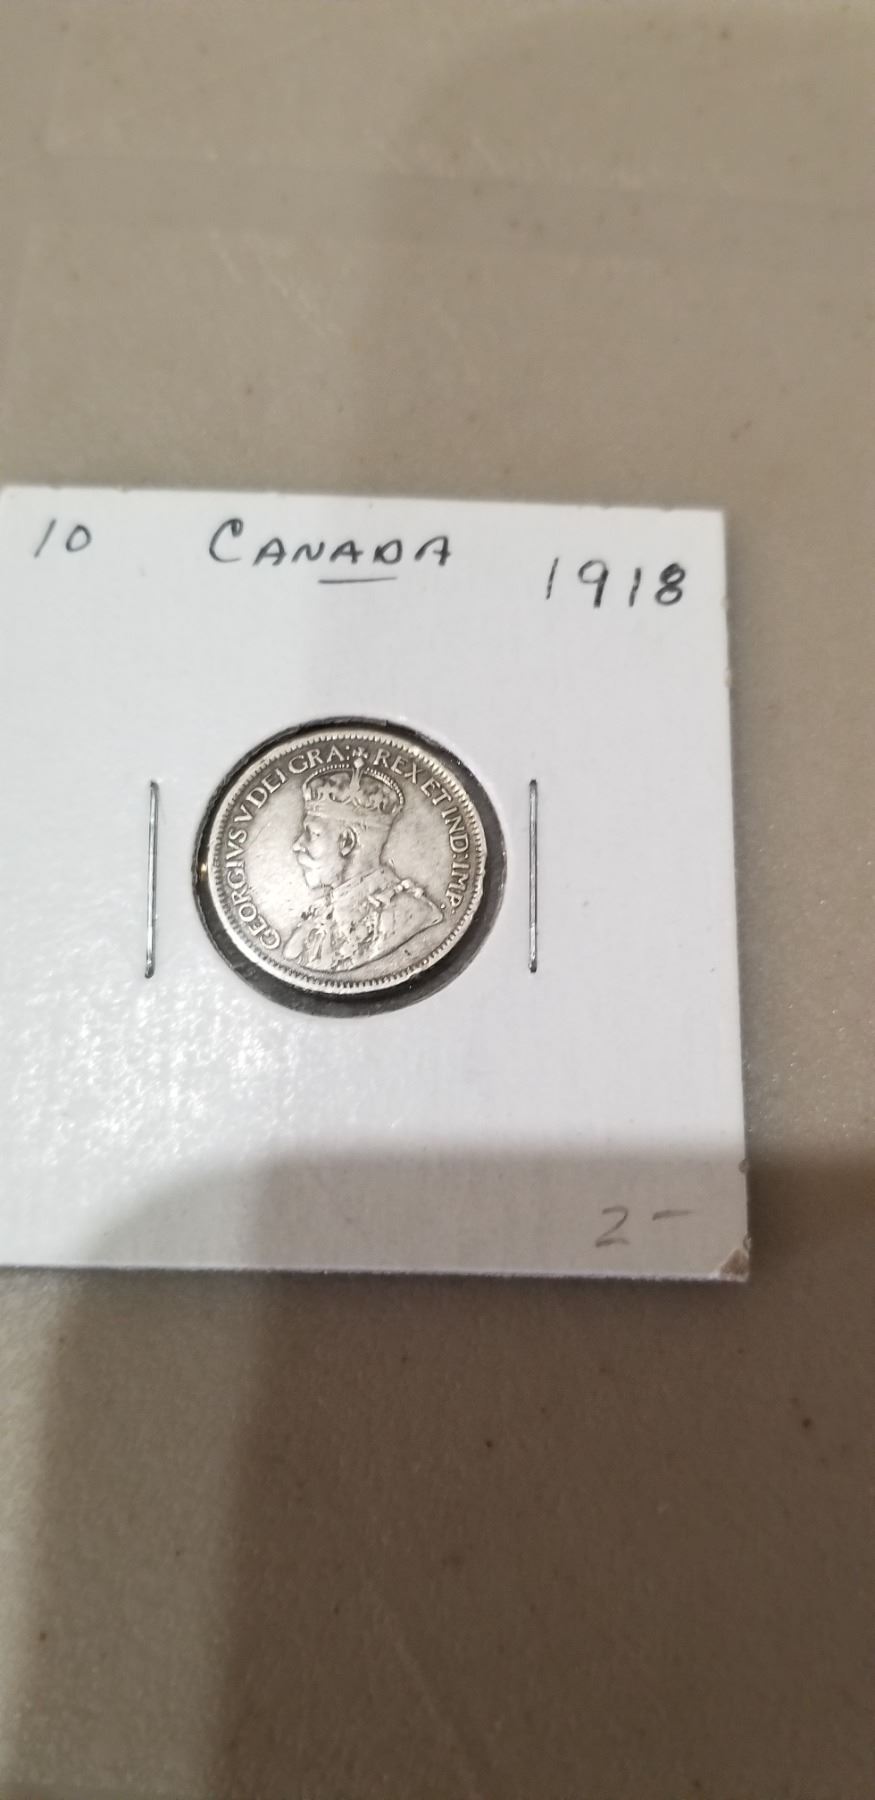 10 CANADA 1918
GEORGIVS V DEI GRA: REX ET IND: IMP:
2-